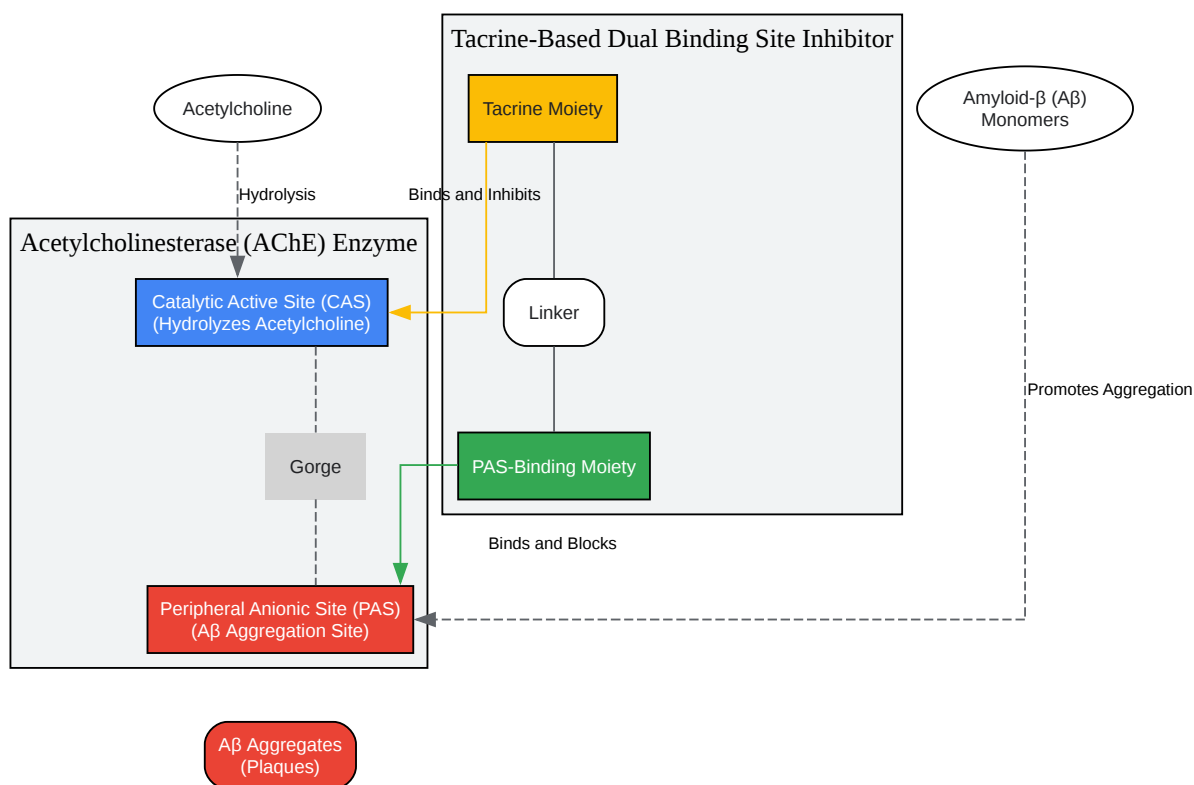 Tacrine-Based Dual Binding Site Inhibitor
Acetylcholine
Tacrine Moiety
Amyloid-β (Aβ)
Monomers
Hydrolysis
Binds and Inhibits
Acetylcholinesterase (AChE) Enzyme
Catalytic Active Site (CAS)
(Hydrolyzes Acetylcholine)
Linker
Promotes Aggregation
Gorge
PAS-Binding Moiety
Binds and Blocks
Peripheral Anionic Site (PAS)
(Aβ Aggregation Site)
Aβ Aggregates
(Plaques)